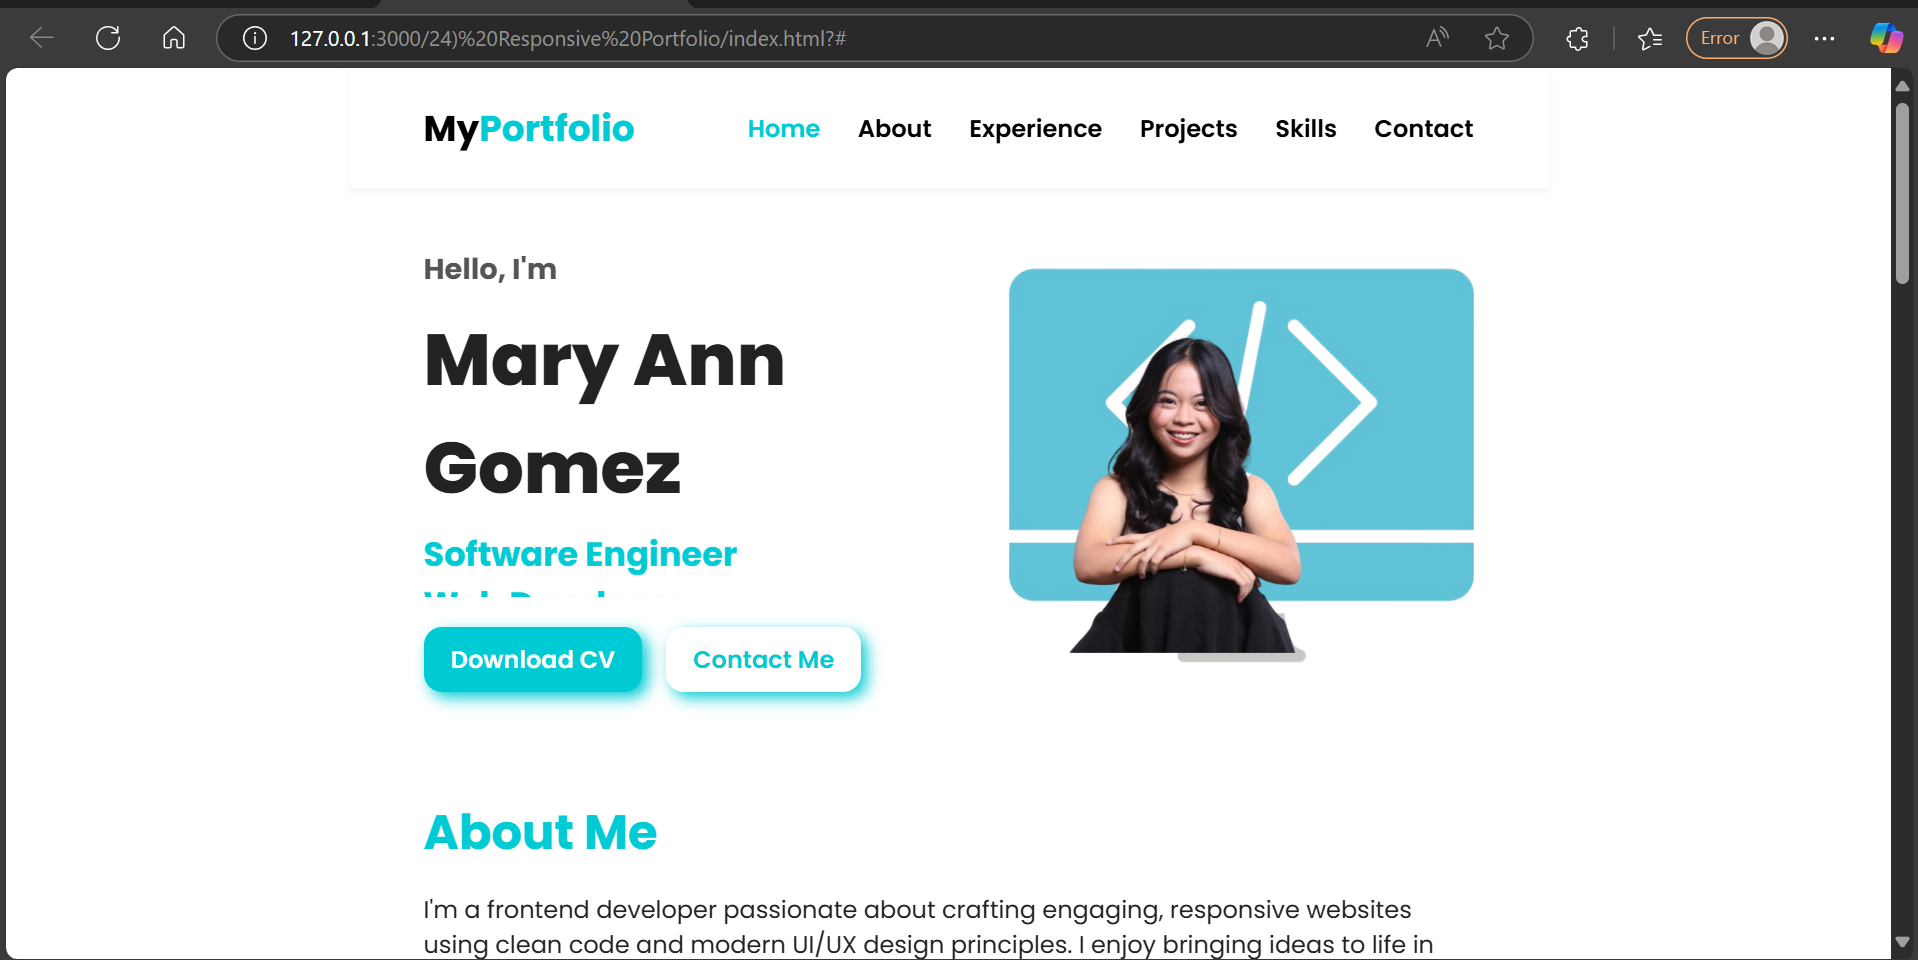 127.0.0.1:3000/24)%20Responsive%20Portfolio/index.html?#
Error
MyPortfolio
Home About Experience Projects Skills Contact
Hello, I'm
Mary Ann
Gomez
Software Engineer
Web Developer
Download CV
Contact Me
About Me
I'm a frontend developer passionate about crafting engaging, responsive websites
using clean code and modern UI/UX design principles. I enjoy bringing ideas to life in